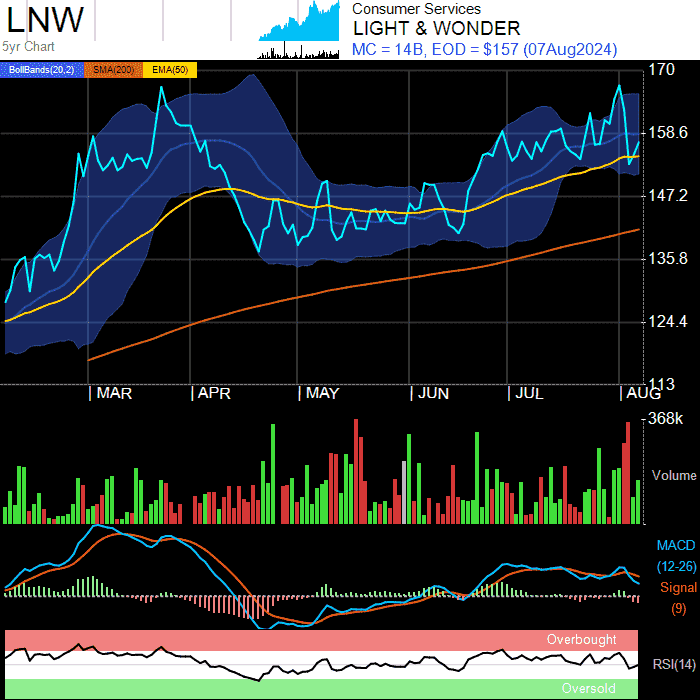 LNW
5yr Chart
Consumer Services
LIGHT & WONDER
MC = 14B, EOD = $157 (07Aug2024)
BollBands(20,2) SMA(200) EMA(50)
170
158.6
147.2
135.8
124.4
113
MAR APR MAY JUN JUL AUG
368k
Volume
MACD
(12-26)
Signal
(9)
Overbought
RSI(14)
Oversold